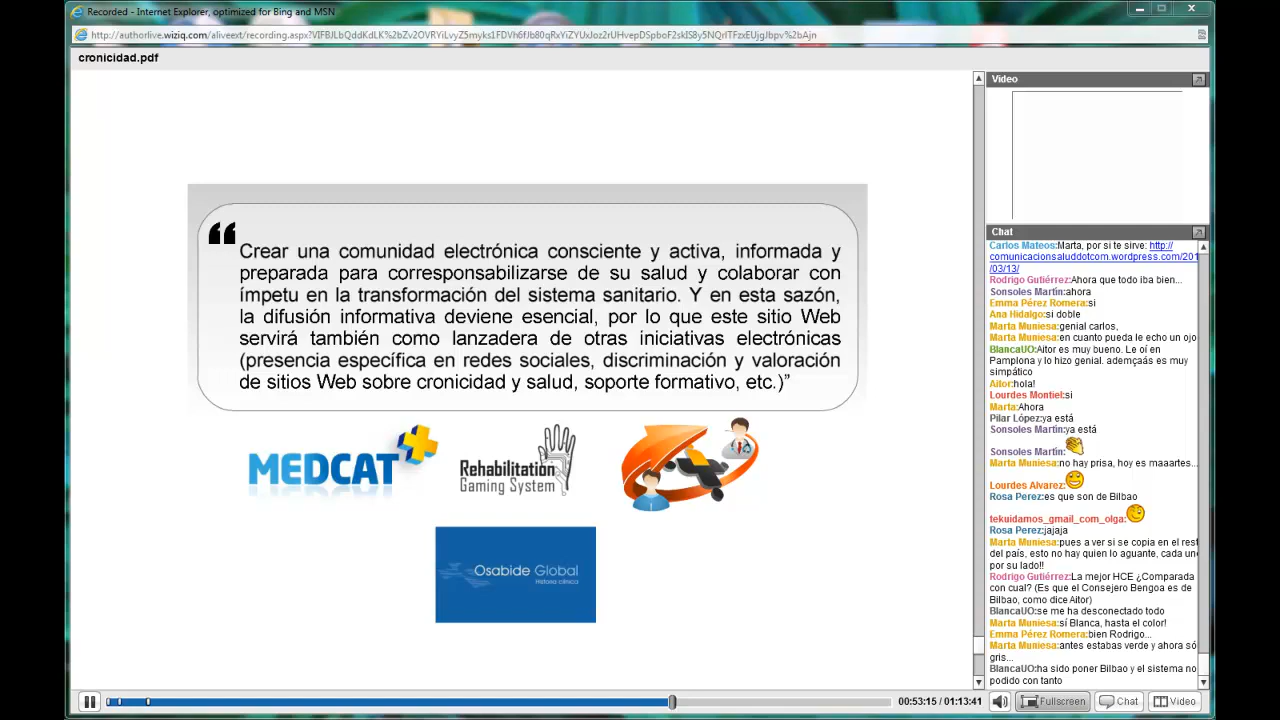 Recorded - Internet Explorer, optimized for Bing and MSN
cronicidad.pdf
“
Crear una comunidad electrónica consciente y activa, informada y
preparada para corresponsabilizarse de su salud y colaborar con
ímpetu en la transformación del sistema sanitario. Y en esta sazón,
la difusión informativa deviene esencial, por lo que este sitio Web
servirá también como lanzadera de otras iniciativas electrónicas
(presencia específica en redes sociales, discriminación y valoración
de sitios Web sobre cronicidad y salud, soporte formativo, etc.)”
MEDCAT
Rehabilitation
Gaming System
Osabide Global
Historia clínica
Video
Chat
Carlos Mateos:Marta, por si te sirve: http://
comunicacionsaluddotcom.wordpress.com/201
/03/13/
Rodrigo Gutiérrez:Ahora que todo iba bien...
Sonsoles Martín:ahora
Emma Pérez Romera:si
Ana Hidalgo:si doble
Marta Muniesa:genial carlos,
Marta Muniesa:en cuanto pueda le echo un ojo
BlancaUO:Aitor es muy bueno. Le oí en
Pamplona y lo hizo genial. ademçaás es muy
simpático
Aitor:hola!
Lourdes Montiel:si
Marta:Ahora
Pilar López:ya está
Sonsoles Martín:ya está
Sonsoles Martín:
Marta Muniesa:no hay prisa, hoy es maaartes...
Lourdes Alvarez:
Rosa Perez:es que son de Bilbao
tekuidamos_gmail_com_olga:
Rosa Perez:jajaja
Marta Muniesa:pues a ver si se copia en el rest
del país, esto no hay quien lo aguante, cada un
por su lado!!
Rodrigo Gutiérrez:La mejor HCE ¿Comparada
con cual? (Es que el Consejero Bengoa es de
Bilbao, como dice Aitor)
BlancaUO:se me ha desconectado todo
Marta Muniesa:sí Blanca, hasta el color!
Emma Pérez Romera:bien Rodrigo...
Marta Muniesa:antes estabas verde y ahora só
gris...
BlancaUO:ha sido poner Bilbao y el sistema no
podido con tanto
00:53:15 / 01:13:41
Fullscreen
Chat
Video